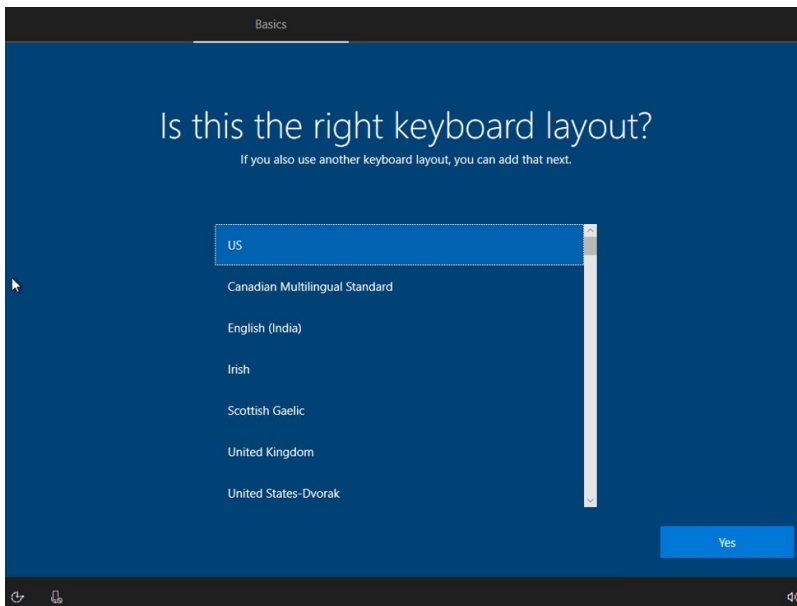 Basics
Is this the right keyboard layout?
If you also use another keyboard layout, you can add that next.
US
Canadian Multilingual Standard
English (India)
Irish
Scottish Gaelic
United Kingdom
United States-Dvorak
Yes